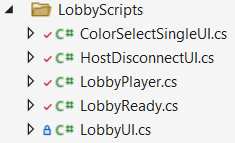 LobbyScripts
C# ColorSelectSingleUI.cs
C# HostDisconnectUI.cs
C# LobbyPlayer.cs
C# LobbyReady.cs
C# LobbyUI.cs